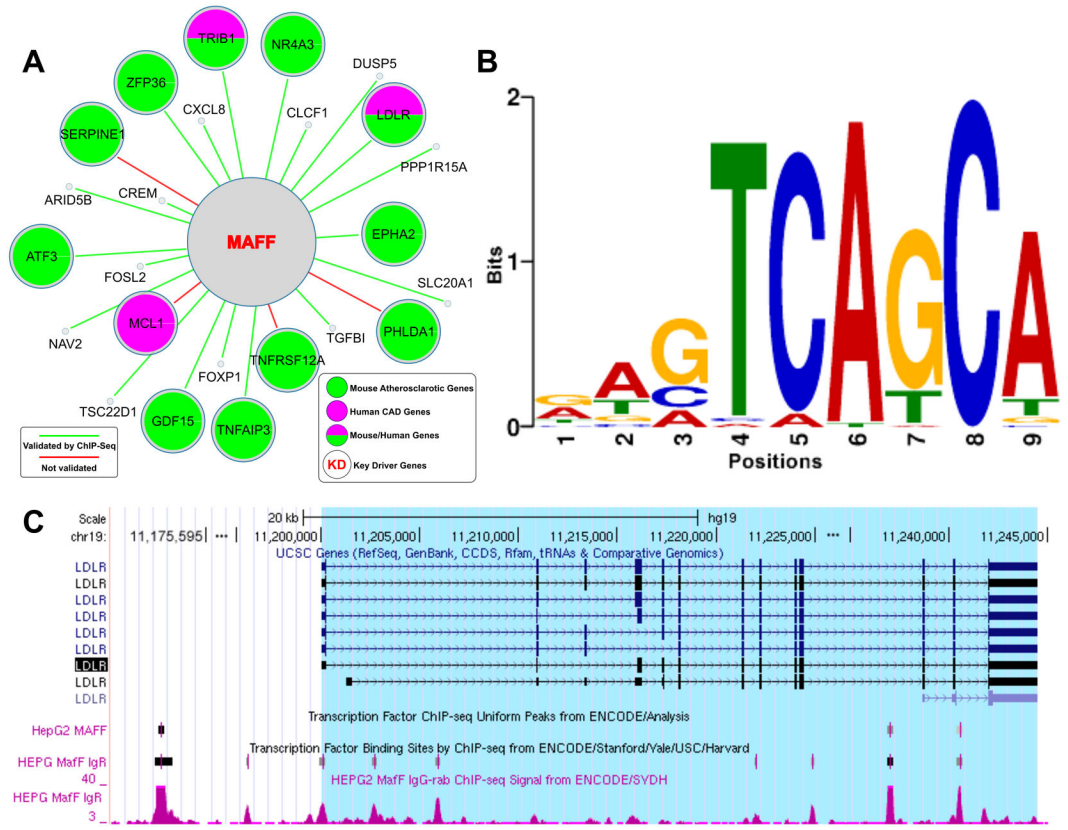 A
TRIB1
NR4A3
DUSP5
ZFP36
CXCL8
CLCF1
LDLR
SERPINE1
PPP1R15A
CREM
ARID5B
MAFF
EPHA2
ATF3
FOSL2
SLC20A1
MCL1
PHLDA1
NAV2
TGFBI
TNFRSF12A
FOXP1
TSC22D1
GDF15
TNFAIP3
Validated by ChIP-Seq
Not validated
Mouse Atherosclarotic Genes
Human CAD Genes
Mouse/Human Genes
KD Key Driver Genes
B
Bits
2
1
0
G A T A T G G C A T C A T C A A G T C A T
1 2 3 4 5 6 7 8 9
Positions
C
Scale 20 kb hg19
chr19: 11,175,595 ••• 11,200,000 11,205,000 11,210,000 11,215,000 11,220,000 11,225,000 ••• 11,240,000 11,245,000
UCSC Genes (RefSeq, GenBank, CCDS, Rfam, tRNAs & Comparative Genomics)
LDLR
LDLR
LDLR
LDLR
LDLR
LDLR
LDLR
LDLR
LDLR
Transcription Factor ChIP-seq Uniform Peaks from ENCODE/Analysis
HepG2 MAFF
Transcription Factor Binding Sites by ChIP-seq from ENCODE/Stanford/Yale/USC/Harvard
HEPG MafF IgR
HEPG2 MafF IgG-rab ChIP-seq Signal from ENCODE/SYDH
40
HEPG MafF IgR
3